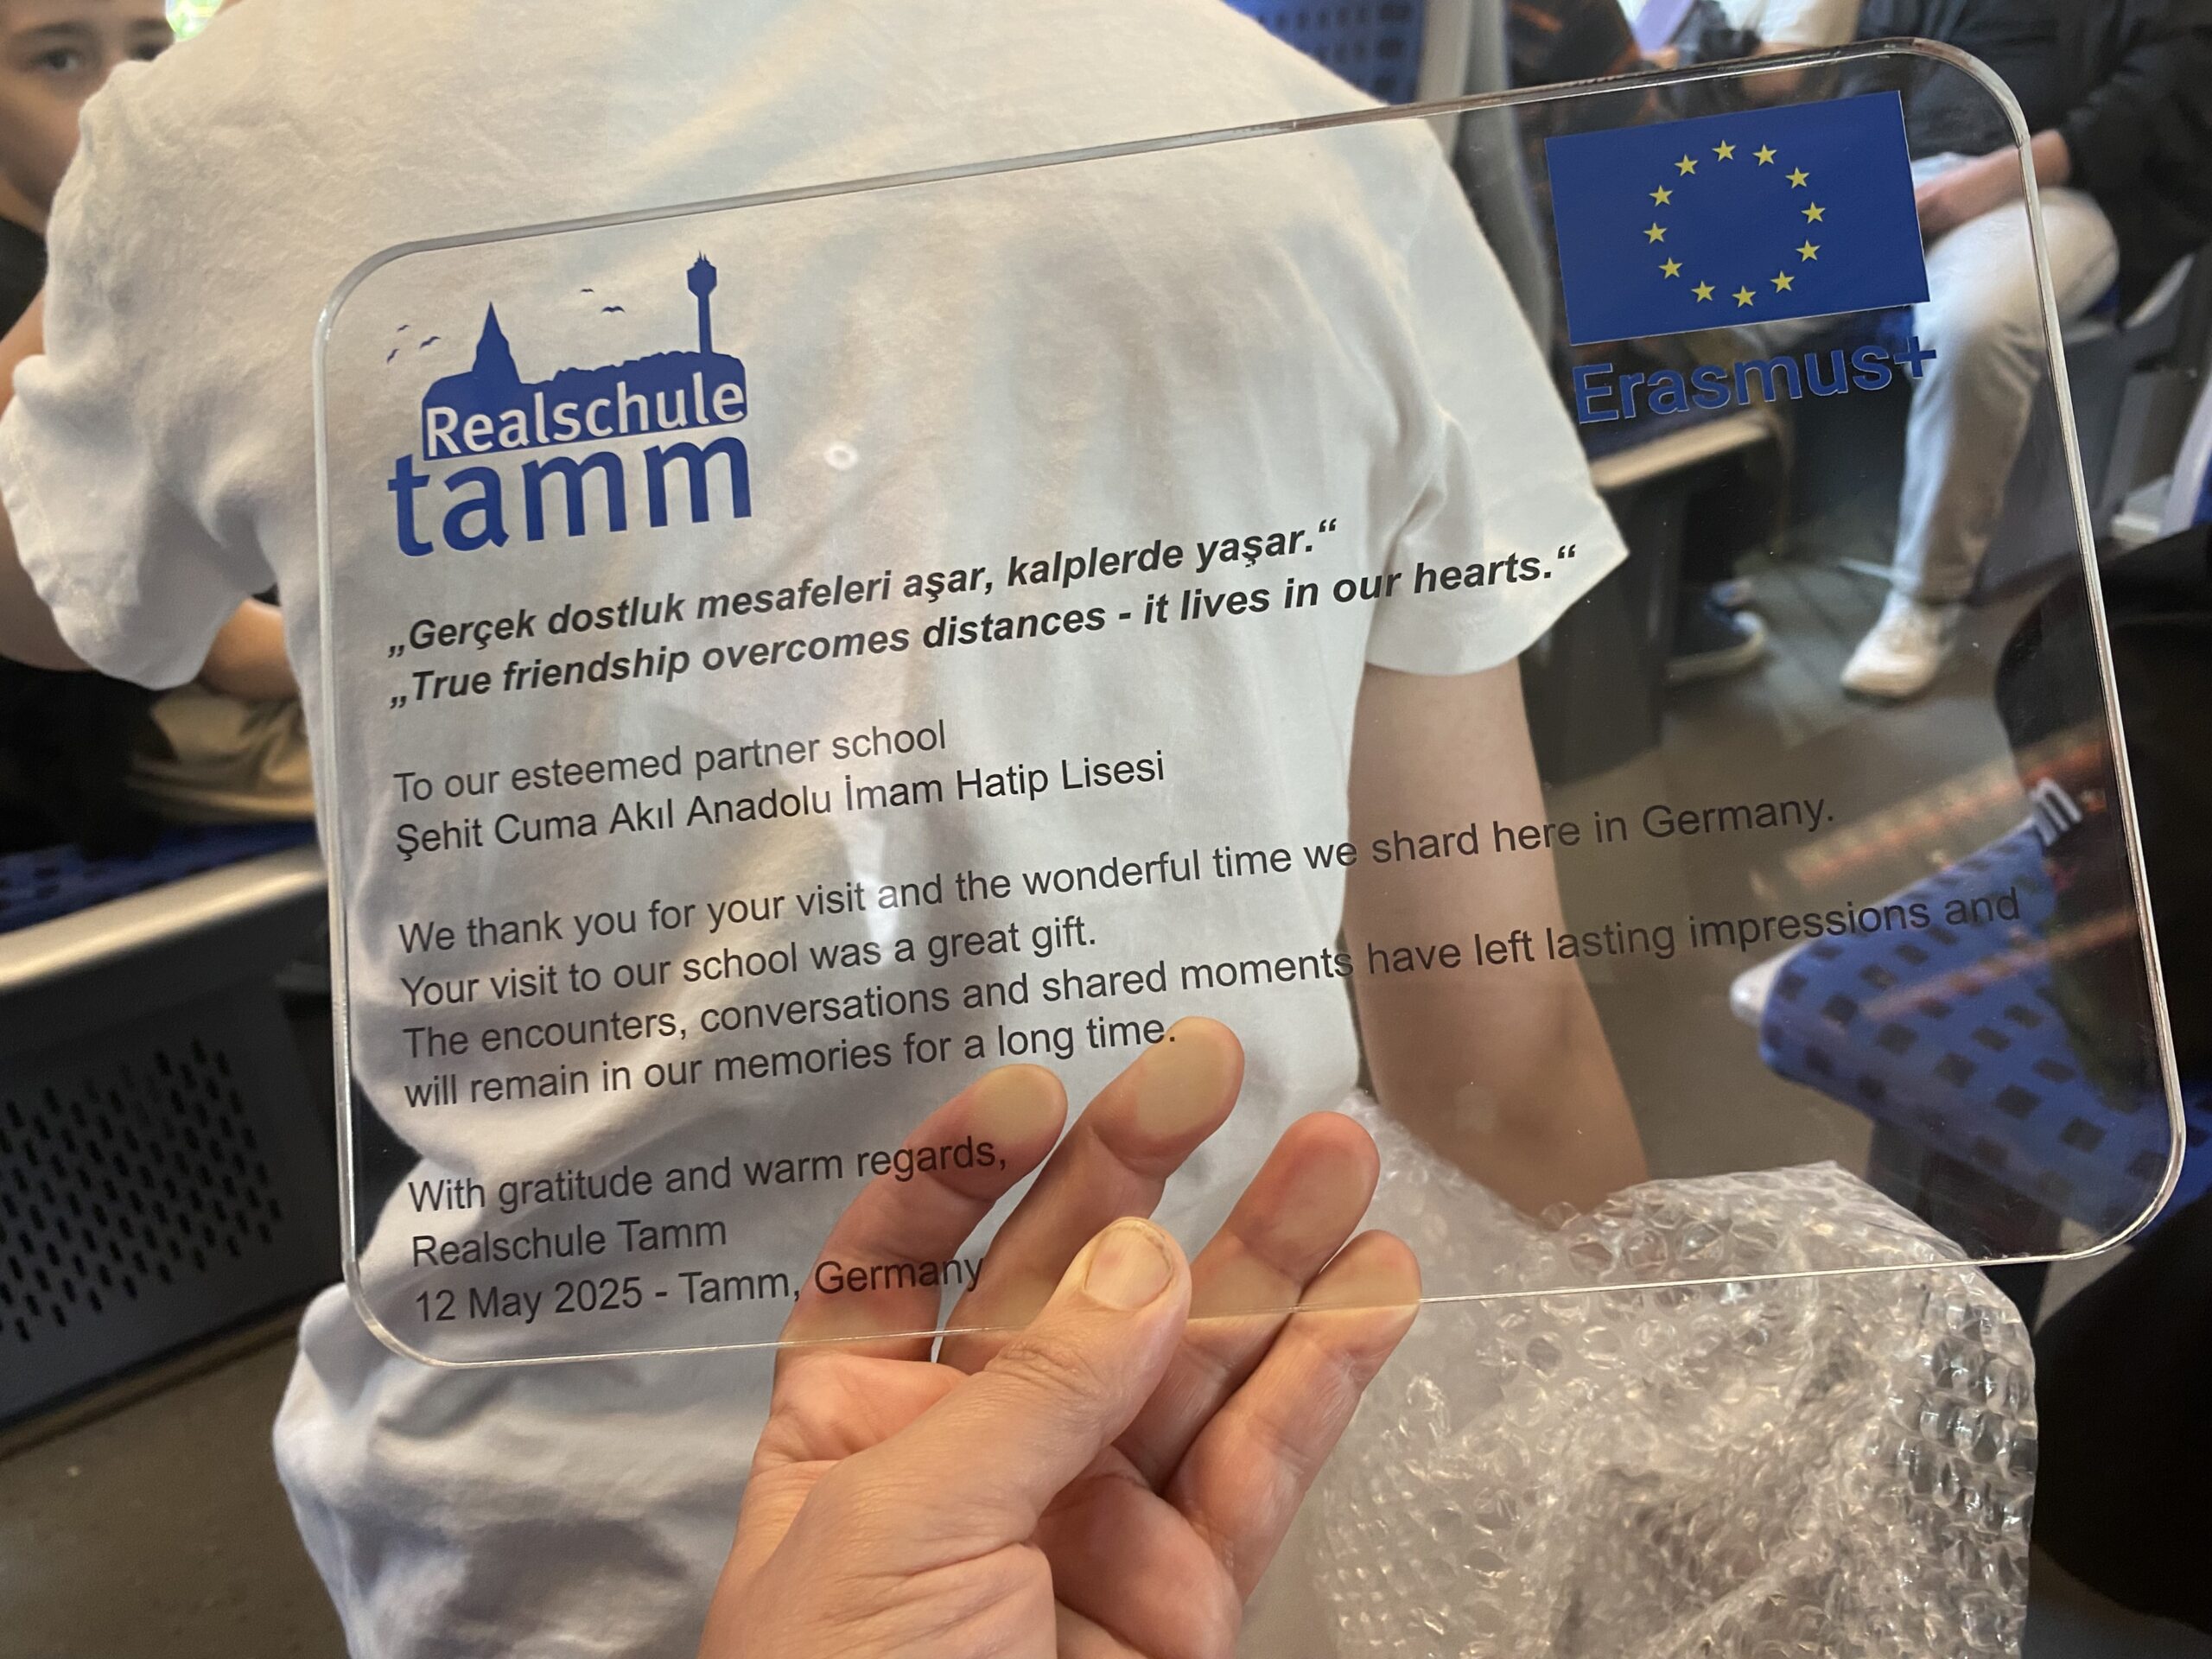 Realschule
tamm
Erasmus+
„Gerçek dostluk mesafeleri aşar, kalplerde yaşar.“
„True friendship overcomes distances - it lives in our hearts.“
To our esteemed partner school
Şehit Cuma Akıl Anadolu İmam Hatip Lisesi
We thank you for your visit and the wonderful time we shard here in Germany.
Your visit to our school was a great gift.
The encounters, conversations and shared moments have left lasting impressions and
will remain in our memories for a long time.
With gratitude and warm regards,
Realschule Tamm
12 May 2025 - Tamm, Germany